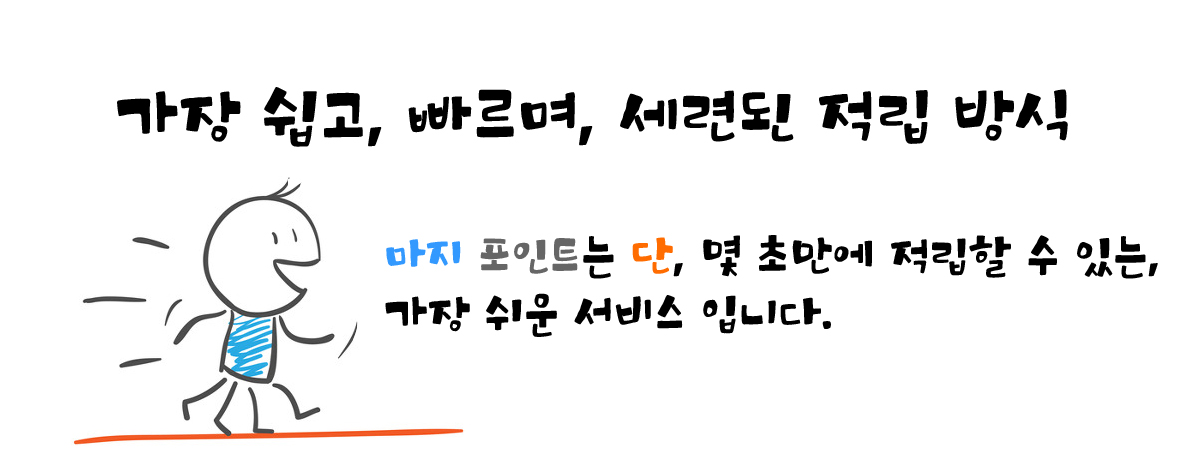 가장 쉽고, 빠르며, 세련된 적립 방식
마지 포인트는 단, 몇 초만에 적립할 수 있는,
가장 쉬운 서비스 입니다.